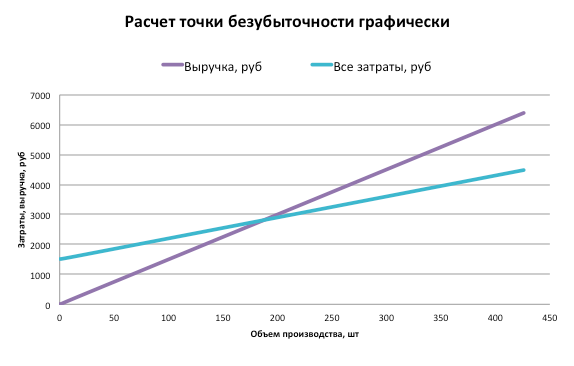 Расчет точки безубыточности графически
Выручка, руб Все затраты, руб
Затраты, выручка, руб
7000
6000
5000
4000
3000
2000
1000
0
0 50 100 150 200 250 300 350 400 450
Объем производства, шт